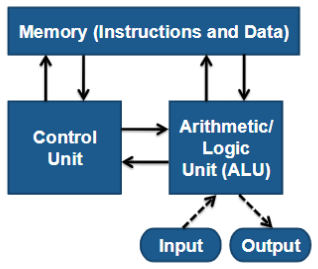 Memory (Instructions and Data)
Control
Unit
Arithmetic/
Logic
Unit (ALU)
Input
Output